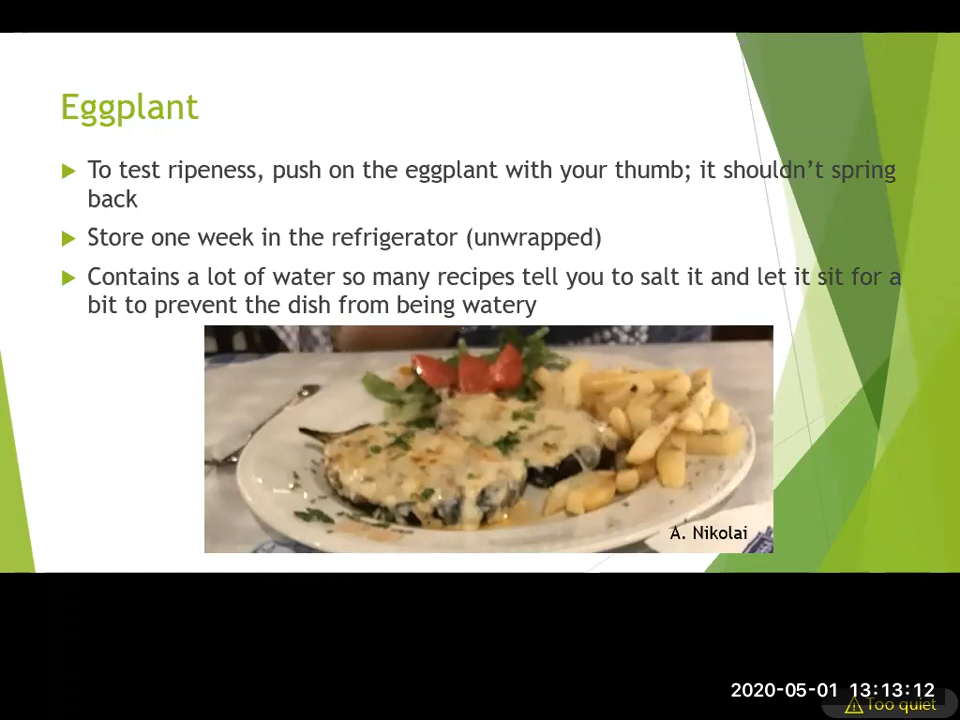 Eggplant
To test ripeness, push on the eggplant with your thumb; it shouldn't spring
back
Store one week in the refrigerator (unwrapped)
Contains a lot of water so many recipes tell you to salt it and let it sit for a
bit to prevent the dish from being watery
A. Nikolai
2020-05-01 13:13:12
Too quiet